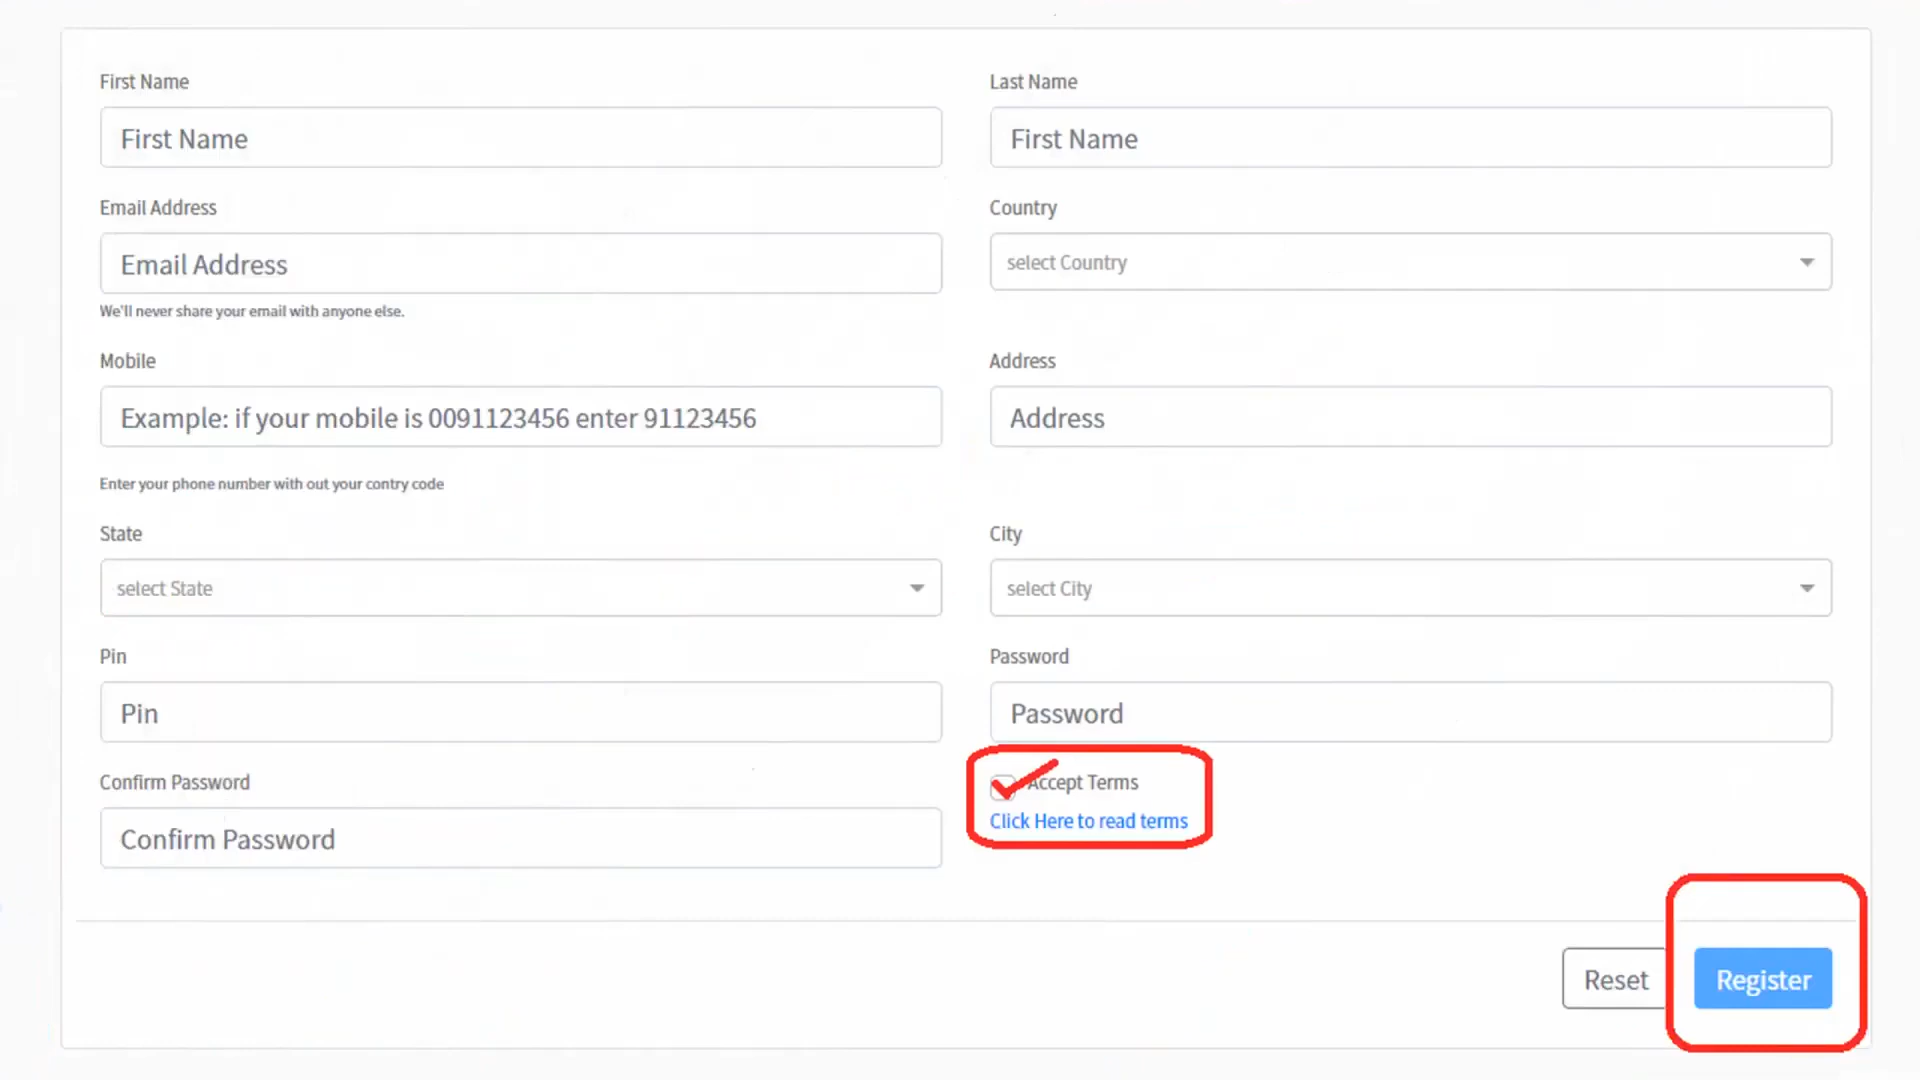 First Name
Last Name
First Name
First Name
Email Address
Country
Email Address
select Country
We'll never share your email with anyone else.
Mobile
Address
Example: if your mobile is 0091123456 enter 91123456
Address
Enter your phone number with out your contry code
State
City
select State
select City
Pin
Password
Pin
Password
Confirm Password
Accept Terms
Click Here to read terms
Confirm Password
Reset
Register